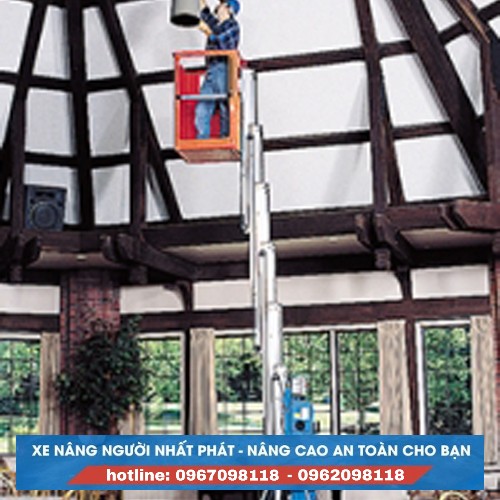 XE NÂNG NGƯỜI NHẤT PHÁT - NÂNG CAO AN TOÀN CHO BẠN
hotline: 0967098118 - 0962098118